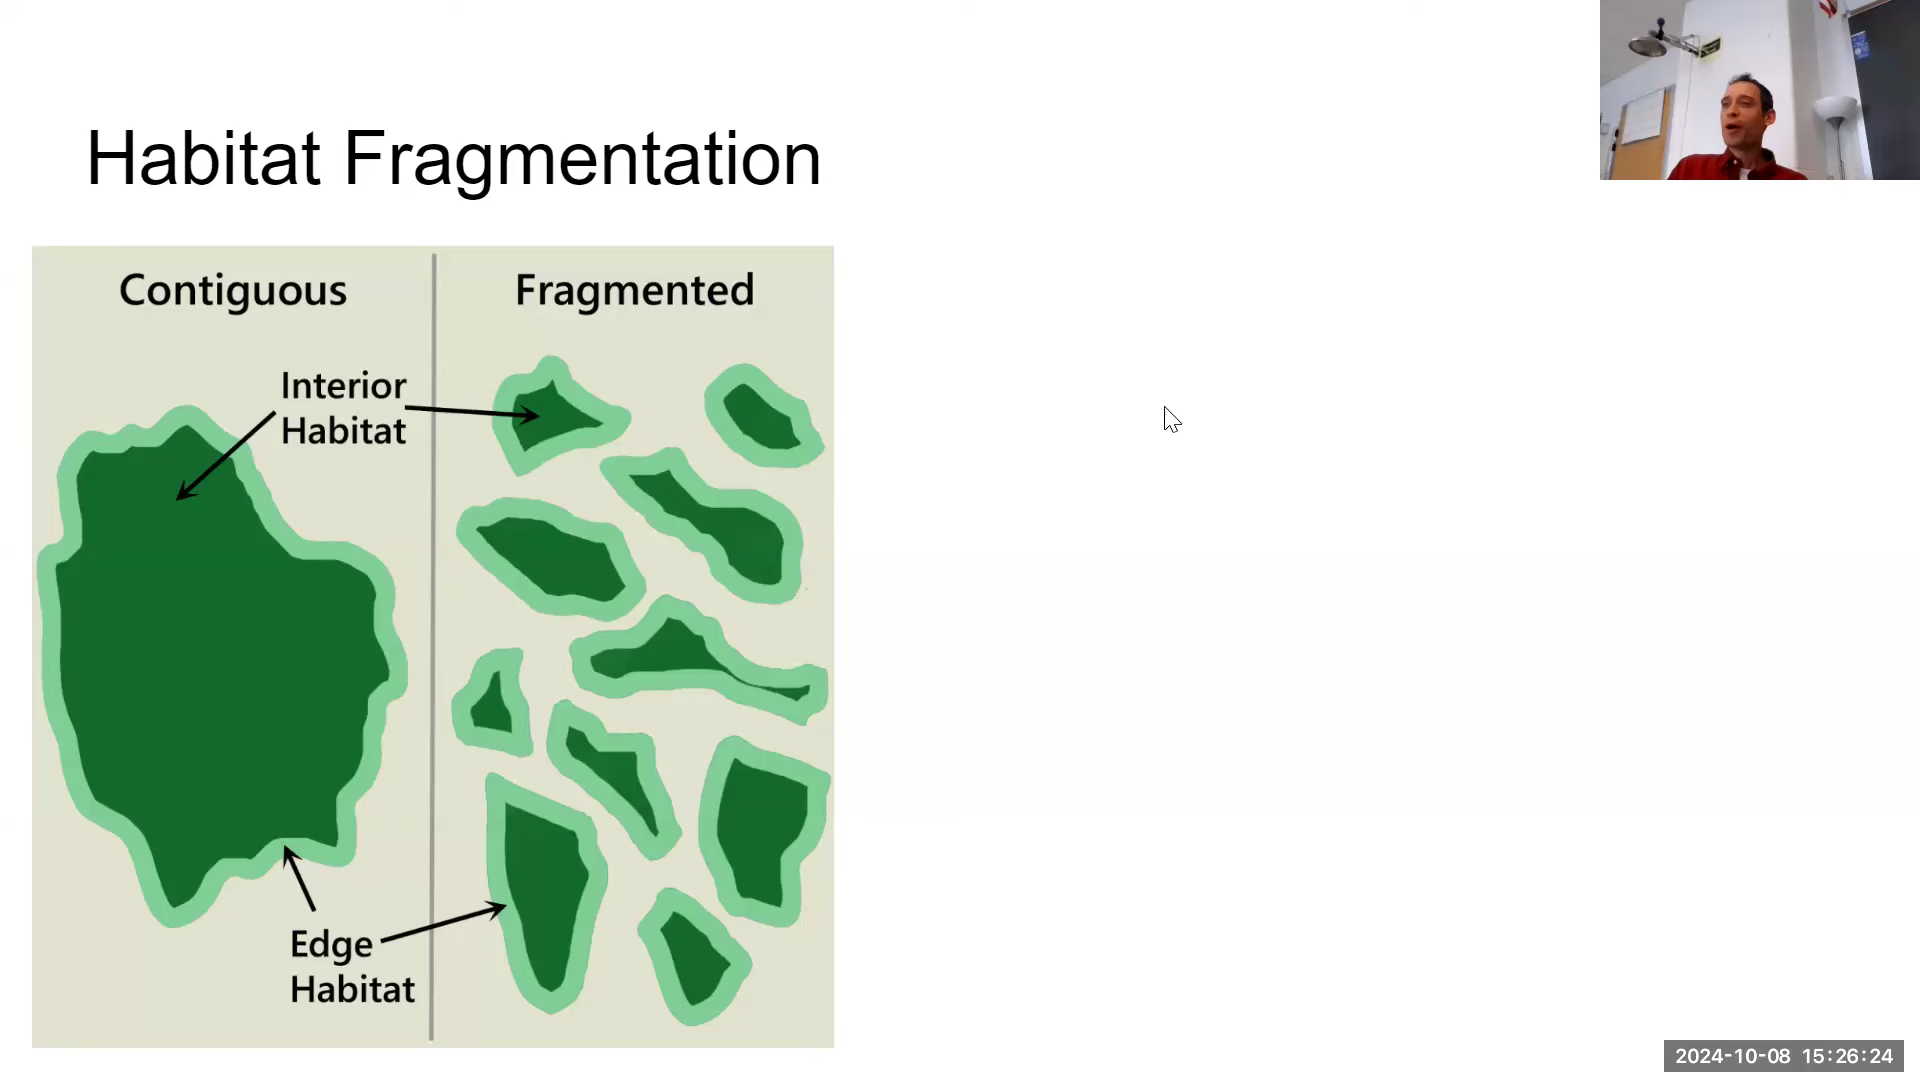 Habitat Fragmentation
Contiguous
Fragmented
Interior
Habitat
Edge
Habitat
2024-10-08 15:26:24